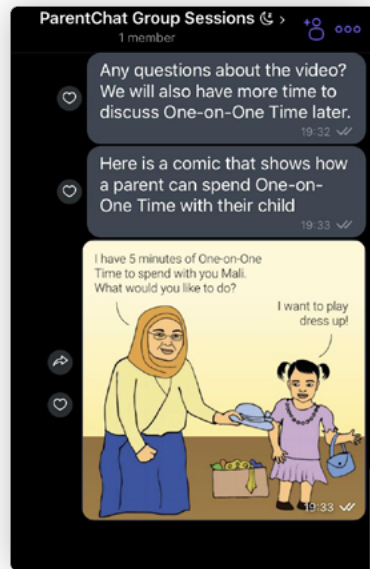 ParentChat Group Sessions
1 member
Any questions about the video?
We will also have more time to
discuss One-on-One Time later.
19:32
Here is a comic that shows how
a parent can spend One-on-
One Time with their child
19:33
I have 5 minutes of One-on-One
Time to spend with you Mali.
What would you like to do?
I want to play
dress up!
19:33